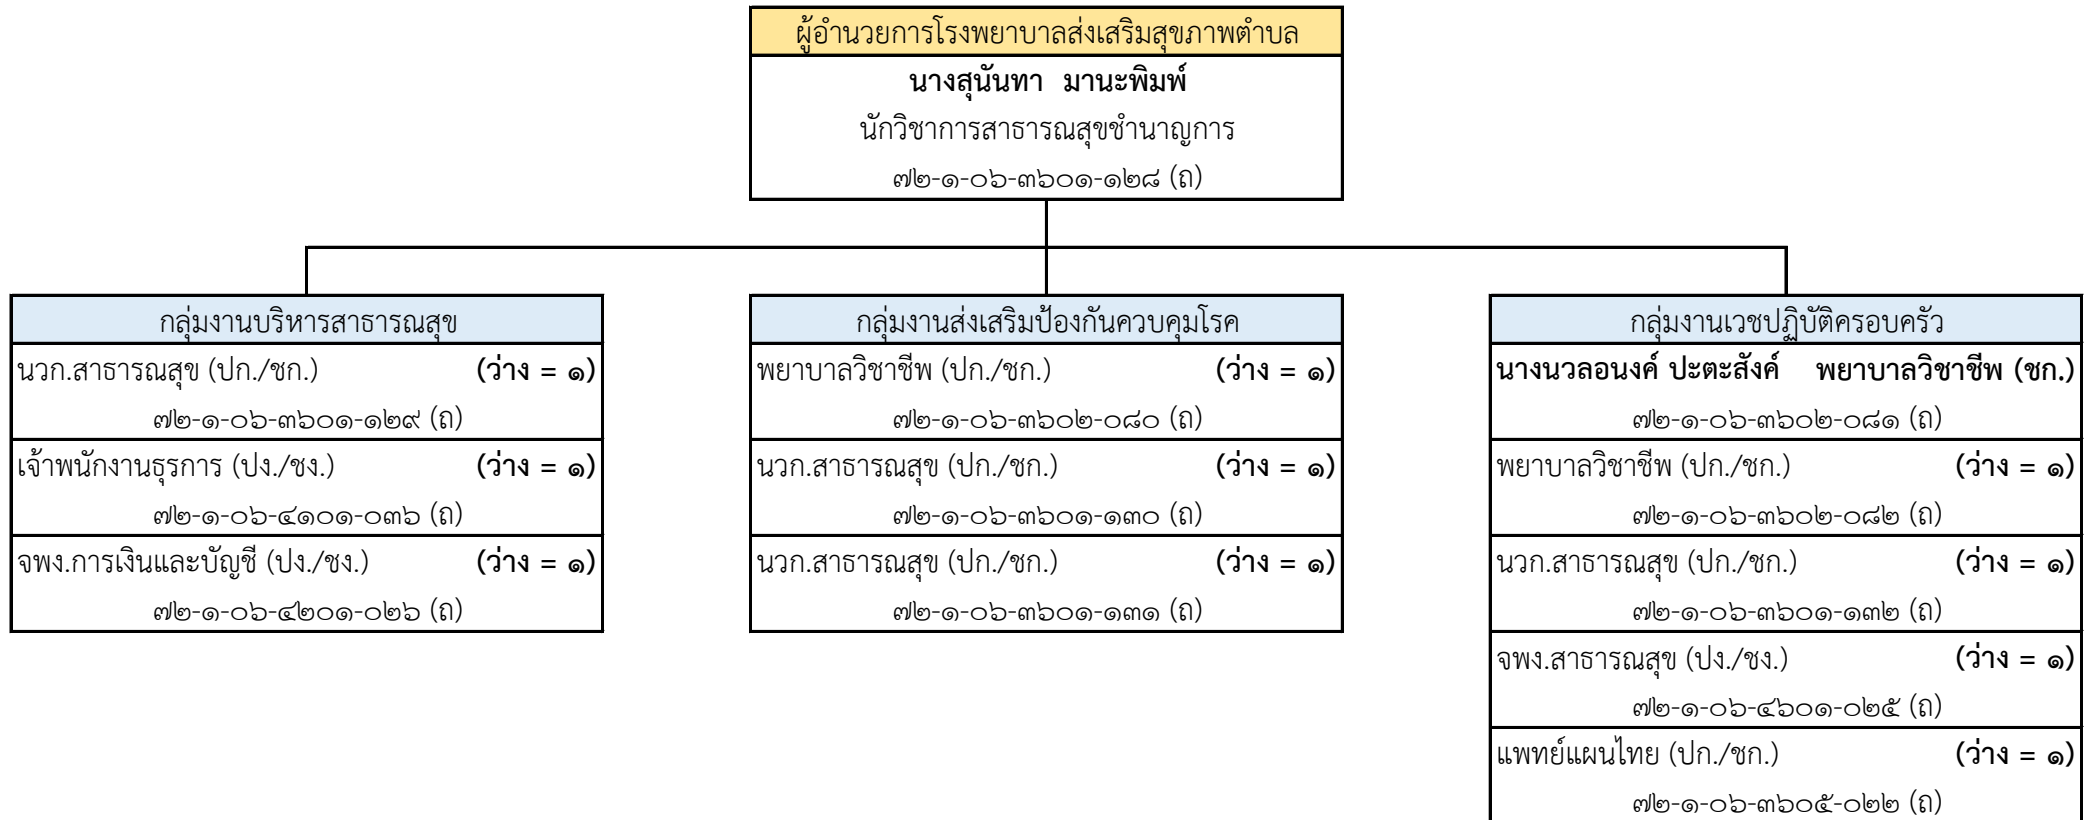 ผู้อำนวยการโรงพยาบาลส่งเสริมสุขภาพตำบล
นางสุนันทา มานะพิมพ์
นักวิชาการสาธารณสุขชำนาญการ
๗๒-๑-๐๖-๓๖๐๑-๑๒๘ (ถ)
กลุ่มงานบริหารสาธารณสุข
นวก.สาธารณสุข (ปก./ชก.) (ว่าง = ๑)
๗๒-๑-๐๖-๓๖๐๑-๑๒๙ (ถ)
เจ้าพนักงานธุรการ (ปง./ชง.) (ว่าง = ๑)
๗๒-๑-๐๖-๔๑๐๑-๐๓๖ (ถ)
จพง.การเงินและบัญชี (ปง./ชง.) (ว่าง = ๑)
๗๒-๑-๐๖-๔๒๐๑-๐๒๖ (ถ)
กลุ่มงานส่งเสริมป้องกันควบคุมโรค
พยาบาลวิชาชีพ (ปก./ชก.) (ว่าง = ๑)
๗๒-๑-๐๖-๓๖๐๒-๐๘๐ (ถ)
นวก.สาธารณสุข (ปก./ชก.) (ว่าง = ๑)
๗๒-๑-๐๖-๓๖๐๑-๑๓๐ (ถ)
นวก.สาธารณสุข (ปก./ชก.) (ว่าง = ๑)
๗๒-๑-๐๖-๓๖๐๑-๑๓๑ (ถ)
กลุ่มงานเวชปฏิบัติครอบครัว
นางนวลอนงค์ ปะตะสังค์ พยาบาลวิชาชีพ (ชก.)
๗๒-๑-๐๖-๓๖๐๒-๐๘๑ (ถ)
พยาบาลวิชาชีพ (ปก./ชก.) (ว่าง = ๑)
๗๒-๑-๐๖-๓๖๐๒-๐๘๒ (ถ)
นวก.สาธารณสุข (ปก./ชก.) (ว่าง = ๑)
๗๒-๑-๐๖-๓๖๐๑-๑๓๒ (ถ)
จพง.สาธารณสุข (ปง./ชง.) (ว่าง = ๑)
๗๒-๑-๐๖-๔๖๐๑-๐๒๕ (ถ)
แพทย์แผนไทย (ปก./ชก.) (ว่าง = ๑)
๗๒-๑-๐๖-๓๖๐๕-๐๒๒ (ถ)